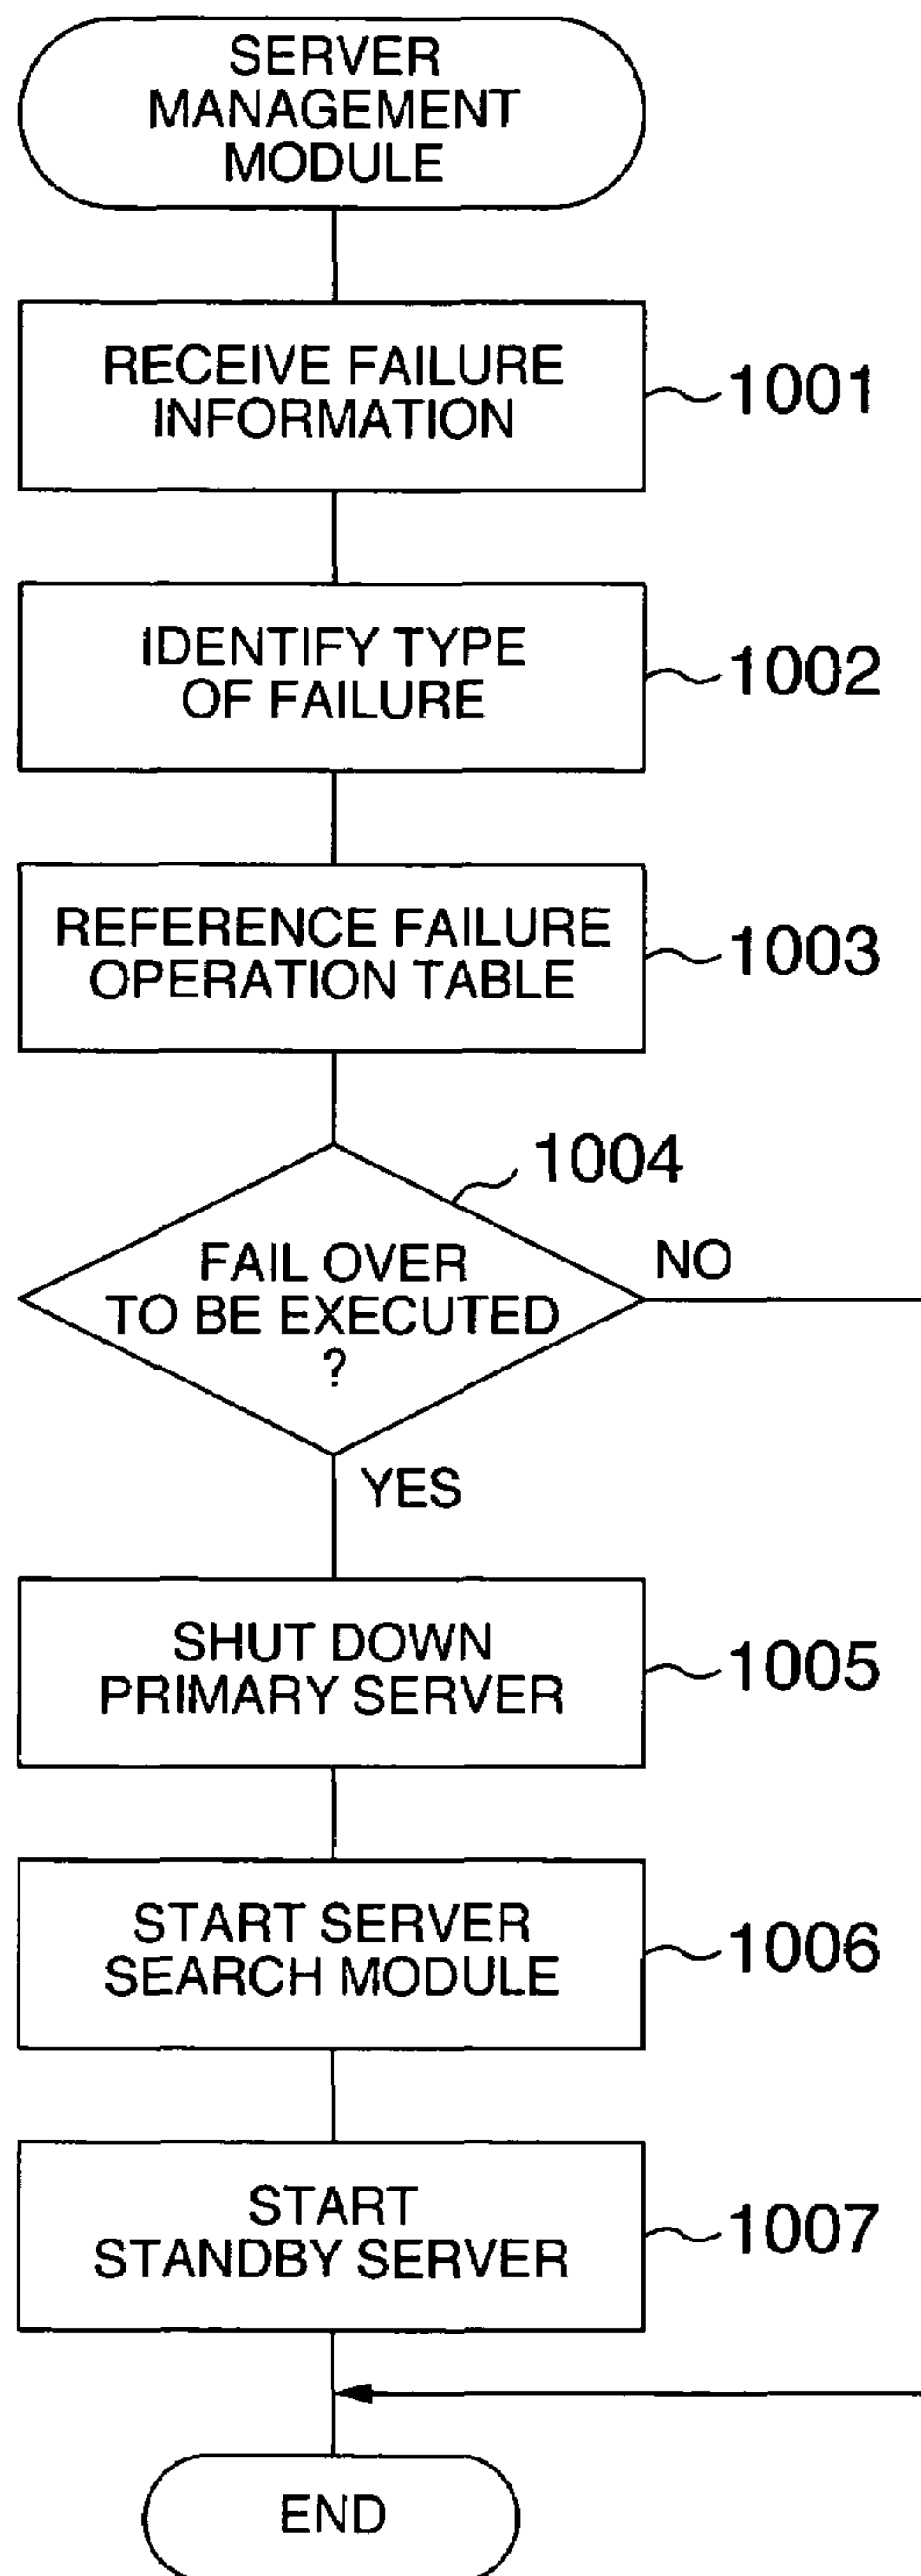 SERVER
MANAGEMENT
MODULE
RECEIVE FAILURE
INFORMATION
1001
IDENTIFY TYPE
OF FAILURE
1002
REFERENCE FAILURE
OPERATION TABLE
1003
1004
FAIL OVER
TO BE EXECUTED
?
NO
YES
SHUT DOWN
PRIMARY SERVER
1005
START SERVER
SEARCH MODULE
1006
START
STANDBY SERVER
1007
END